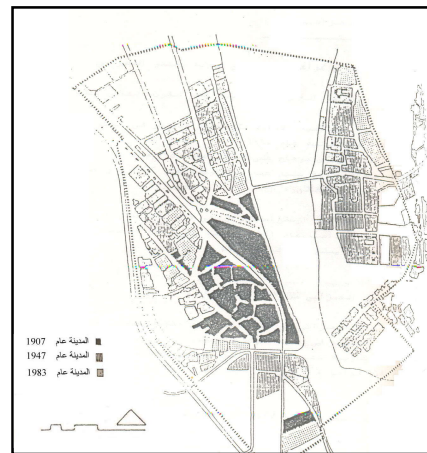 المدينة عام 1907
المدينة عام 1947
المدينة عام 1983